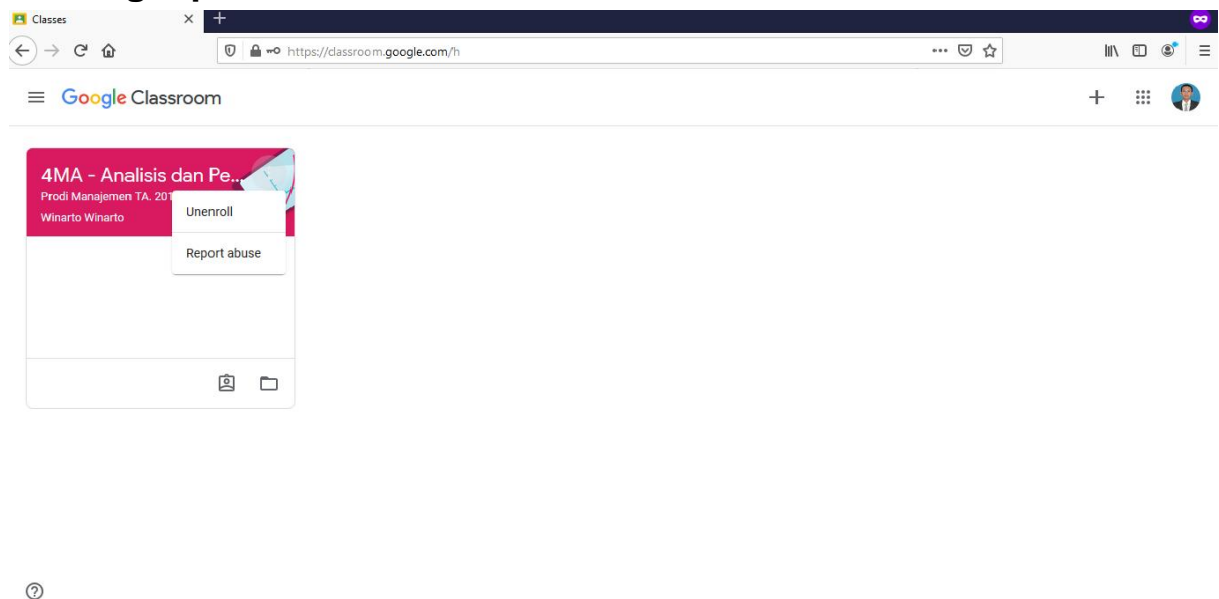 Classes
https://classroom.google.com/h
Google Classroom
4MA - Analisis dan Pe...
Prodi Manajemen TA. 201
Winarto Winarto
Unenroll
Report abuse